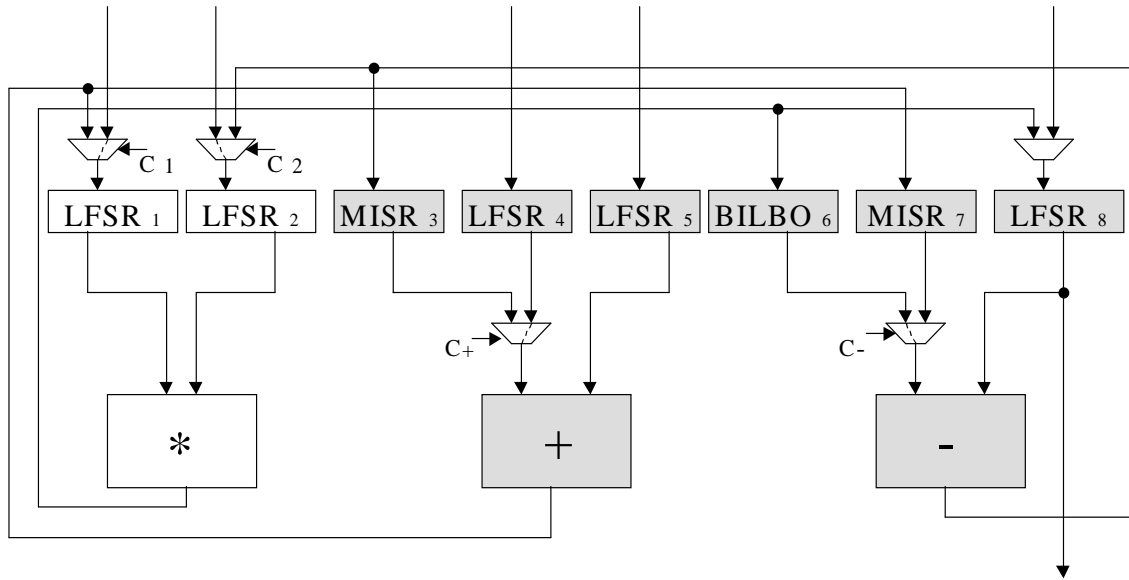 C 1
C 2
LFSR 1
LFSR 2
MISR 3
LFSR 4
LFSR 5
BILBO 6
MISR 7
LFSR 8
C+
C-
*
+
-